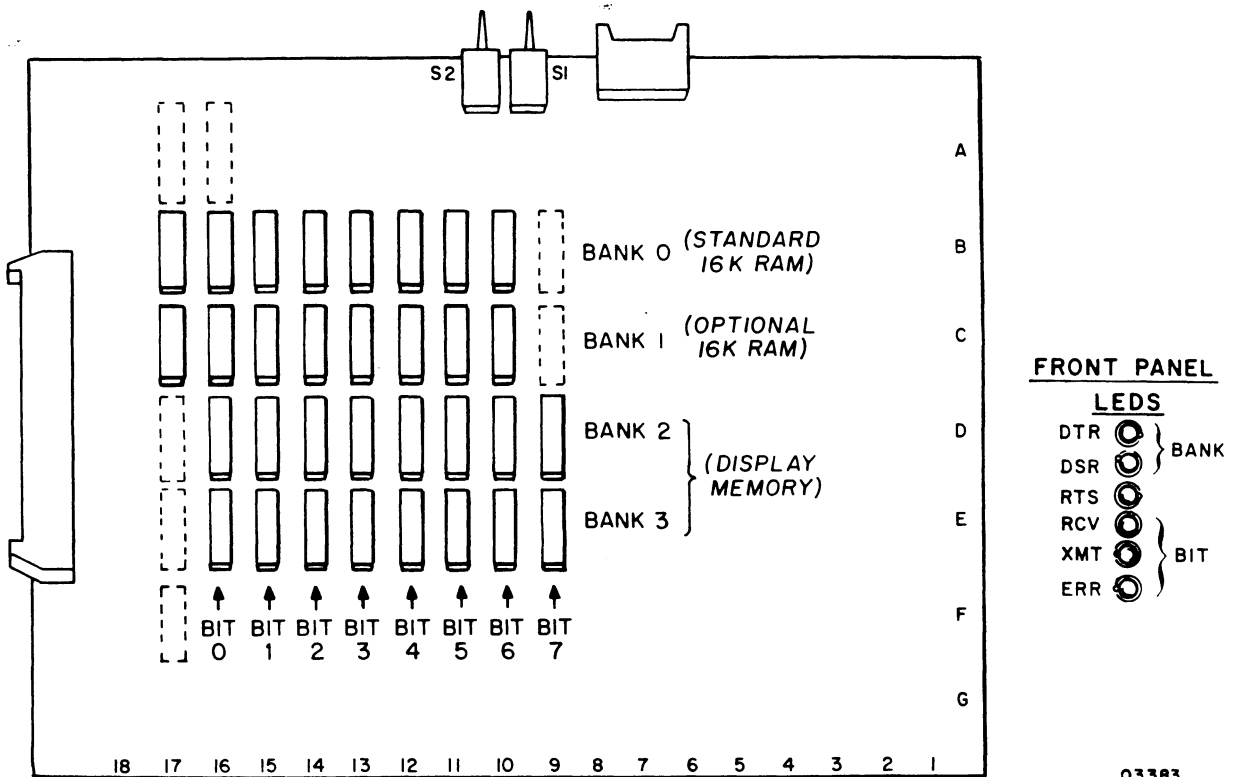 S2 S1
A
BANK 0 (STANDARD 16K RAM) B
BANK 1 (OPTIONAL 16K RAM) C
BANK 2 D
(DISPLAY MEMORY)
BANK 3 E
BIT 0 BIT 1 BIT 2 BIT 3 BIT 4 BIT 5 BIT 6 BIT 7 F
G
18 17 16 15 14 13 12 11 10 9 8 7 6 5 4 3 2 1
FRONT PANEL
LEDS
DTR
DSR
BANK
RTS
RCV
XMT
ERR
BIT
03383